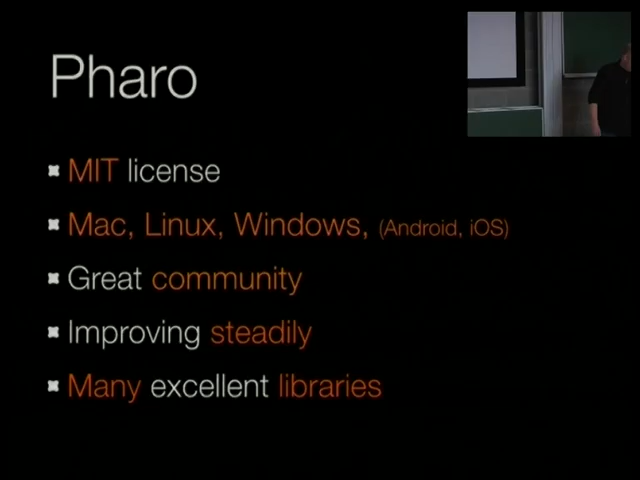 Pharo
MIT license
Mac, Linux, Windows, (Android, iOS)
Great community
Improving steadily
Many excellent libraries